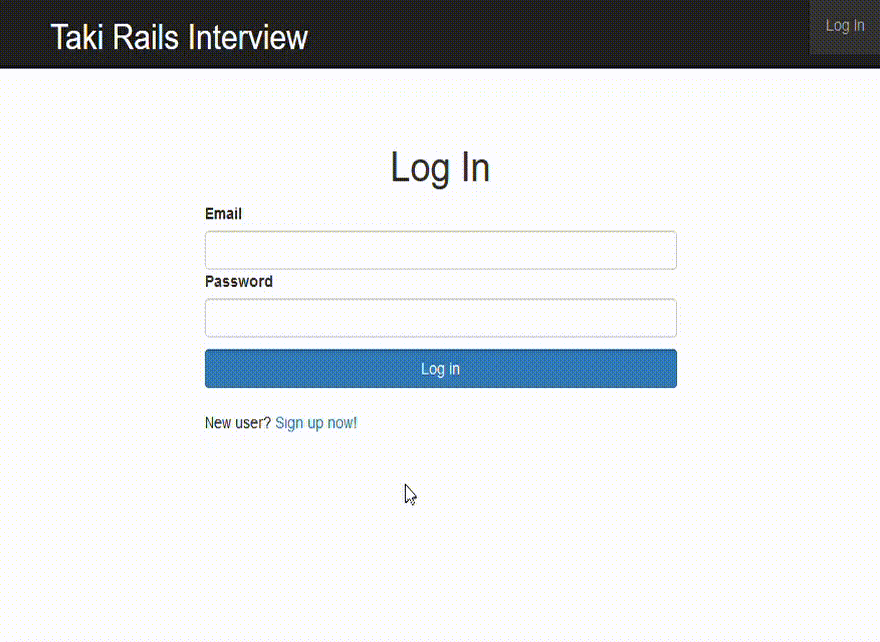 Taki Rails Interview
Log In
Log In
Email
Password
Log in
New user? Sign up now!